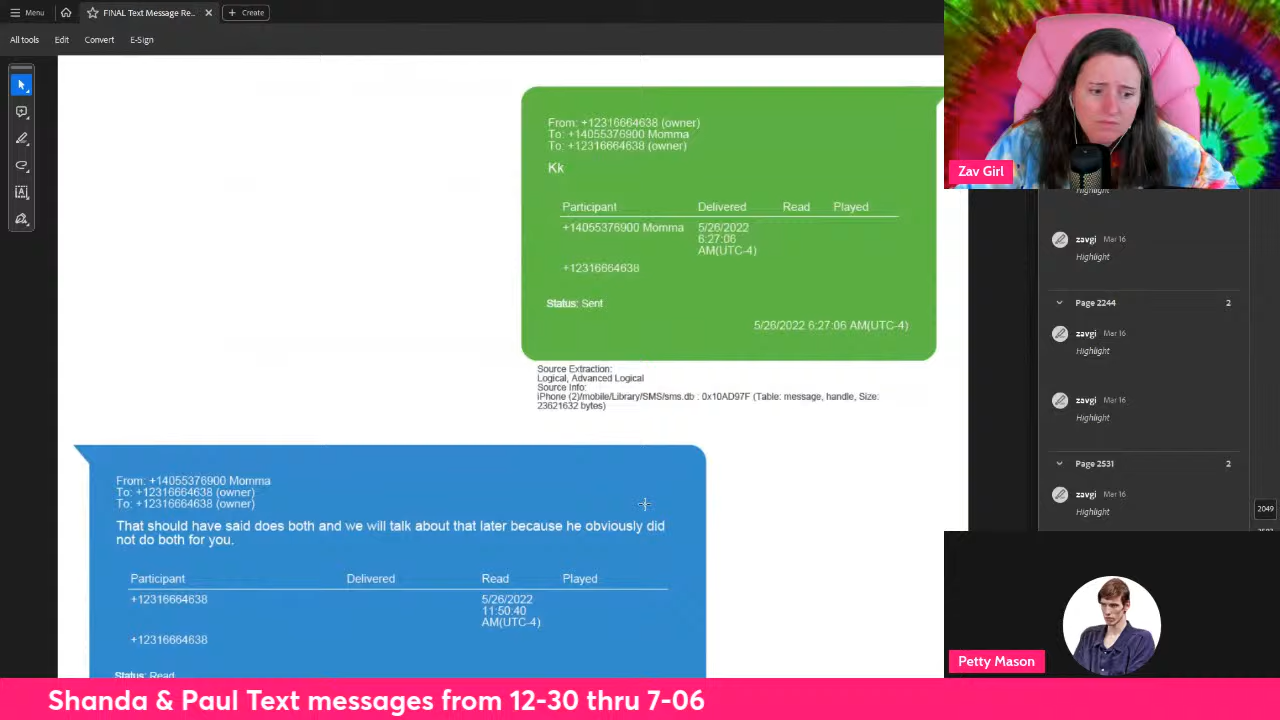 Menu
FINAL Text Message Re...
Create
All tools
Edit
Convert
E-Sign
From: +12316664638 (owner)
To: +14055376900 Momma
To: +12316664638 (owner)
Kk
Participant Delivered Read Played
+14055376900 Momma 5/26/2022
6:27:06
AM(UTC-4)
+12316664638
Status: Sent
5/26/2022 6:27:06 AM(UTC-4)
Source Extraction:
Logical, Advanced Logical
Source Info:
iPhone (2)/mobile/Library/SMS/sms.db : 0x10AD97F (Table: message, handle, Size:
23621632 bytes)
From: +14055376900 Momma
To: +12316664638 (owner)
To: +12316664638 (owner)
That should have said does both and we will talk about that later because he obviously did
not do both for you.
Participant Delivered Read Played
+12316664638 5/26/2022
11:50:40
AM(UTC-4)
+12316664638
Status: Read
Zav Girl
Highlight
zavgi Mar 16
Highlight
Page 2244 2
zavgi Mar 16
Highlight
zavgi Mar 16
Highlight
Page 2531 2
zavgi Mar 16
Highlight
2049
Petty Mason
Shanda & Paul Text messages from 12-30 thru 7-06